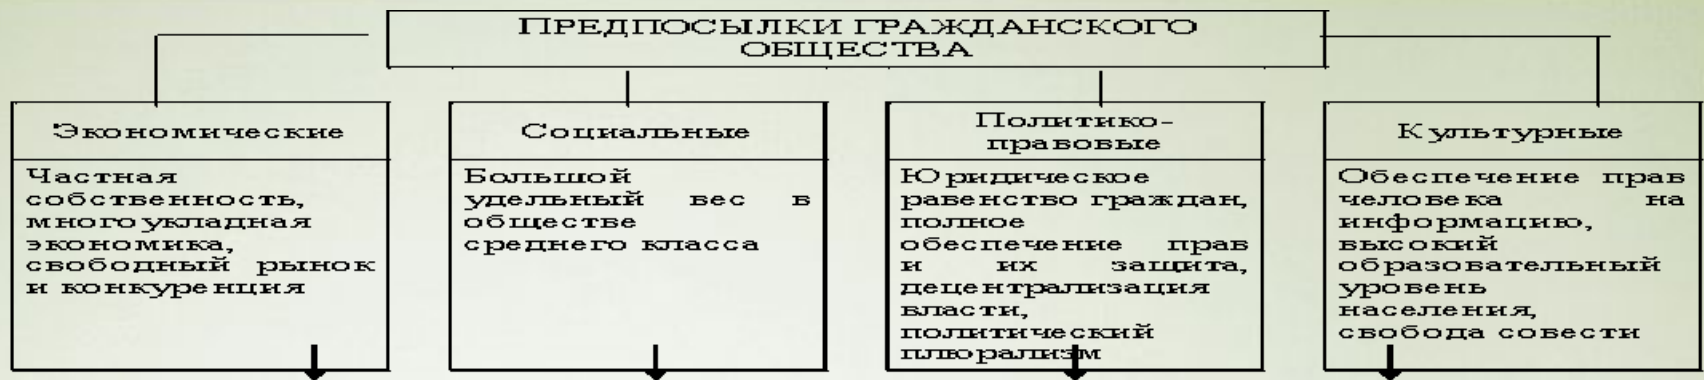 ПРЕДПОСЫЛКИ ГРАЖДАНСКОГО
ОБЩЕСТВА
Экономические
Частная
собственность,
многоукладная
экономика,
свободный рынок
и конкуренция
Социальные
Большой
удельный вес в
обществе
среднего класса
Политико-
правовые
Юридическое
равенство граждан,
полное
обеспечение прав
и их защита,
децентрализация
власти,
политический
плюрализм
Культурные
Обеспечение прав
человека на
информацию,
высокий
образовательный
уровень
населения,
свобода совести